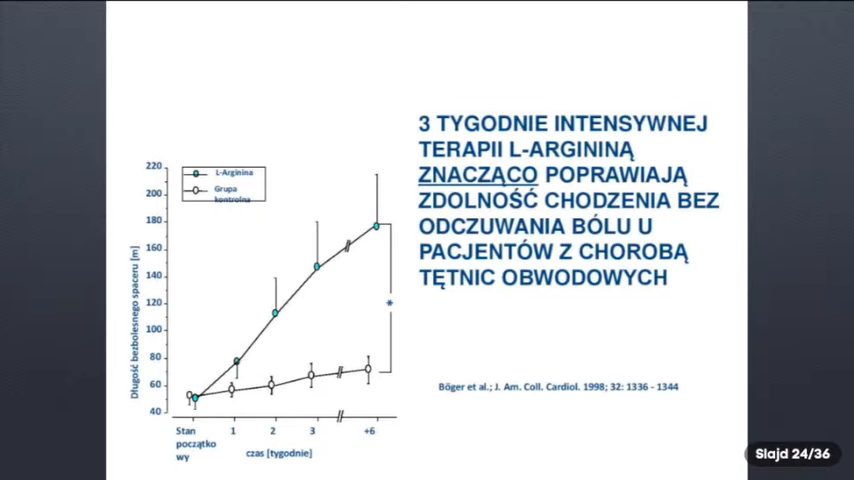 3 TYGODNIE INTENSYWNEJ
TERAPII L-ARGININĄ
ZNACZĄCO POPRAWIAJĄ
ZDOLNOŚĆ CHODZENIA BEZ
ODCZUWANIA BÓLU U
PACJENTÓW Z CHOROBĄ
TĘTNIC OBWODOWYCH
Długość bezbolesnego spaceru [m]
220
200
180
160
140
120
100
80
60
40
L-Arginina
Grupa
kontrolna
*
Stan
początko
wy
1
2
3
+6
czas [tygodnie]
Böger et al.; J. Am. Coll. Cardiol. 1998; 32: 1336 - 1344
Slajd 24/36